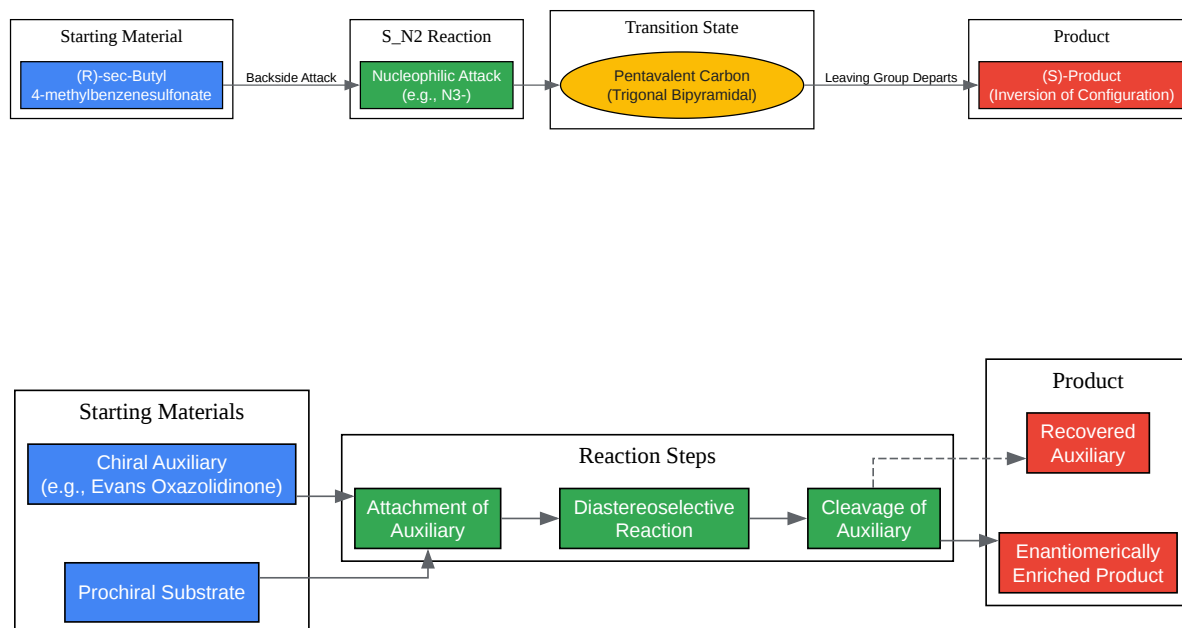 Starting Material
(R)-sec-Butyl
4-methylbenzenesulfonate
Backside Attack
S_N2 Reaction
Nucleophilic Attack
(e.g., N3-)
Transition State
Pentavalent Carbon
(Trigonal Bipyramidal)
Leaving Group Departs
Product
(S)-Product
(Inversion of Configuration)
Starting Materials
Chiral Auxiliary
(e.g., Evans Oxazolidinone)
Prochiral Substrate
Reaction Steps
Attachment of
Auxiliary
Diastereoselective
Reaction
Cleavage of
Auxiliary
Product
Recovered
Auxiliary
Enantiomerically
Enriched Product